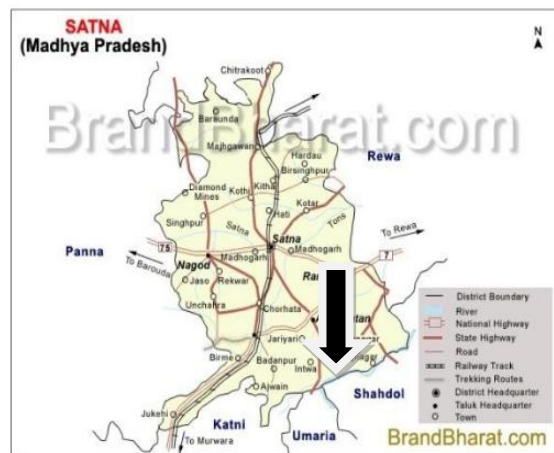 SATNA
(Madhya Pradesh)
N
Chitrakoot
BrandBharat.com
Baraunda
Majhgawan
Hardau
Birsinghpur
Rewa
Diamond
Mines
Kothi
Kitha
Kotar
Singhpur
Hati
Satna
Tons
Satna
To Rewa
Panna
75
Madhogarh
Madhogarh
7
To Barouda
Nagod
Rekwar
Jaso
Unchahra
Chorhata
Jariyari
Birme
Badanpur
Intwa
Ajwain
Shahdol
Jukehi
Katni
Umaria
To Murwara
District Boundary
River
National Highway
State Highway
Road
Railway Track
Trekking Routes
District Headquarter
Taluk Headquarter
Town
BrandBharat.com